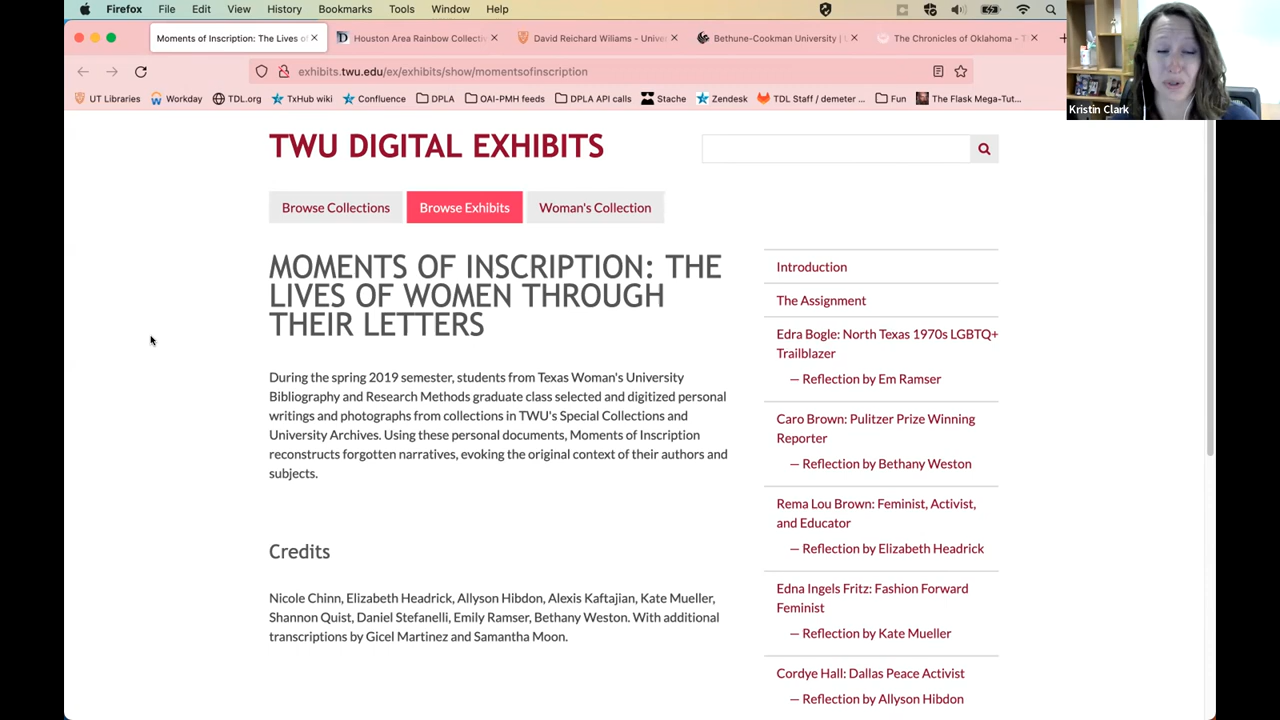 Firefox File Edit View History Bookmarks Tools Window Help
Moments of Inscription: The Lives of
Houston Area Rainbow Collecti
David Reichard Wiliams - Unive
Bethune-Cookman University |
The Chronicles of Oklahoma - T
exhibits.twu.edu/ex/exhibits/show/momentsofinscription
UT Libraries Workday TDL.org TxHub wiki Confluence DPLA OAI-PMH feeds DPLA API calls Stache Zendesk TDL Staff / demeter ... Fun The Flask Mega-Tut...
Kristin Clark
TWU DIGITAL EXHIBITS
Browse Collections Browse Exhibits Woman's Collection
MOMENTS OF INSCRIPTION: THE
LIVES OF WOMEN THROUGH
THEIR LETTERS
During the spring 2019 semester, students from Texas Woman's University
Bibliography and Research Methods graduate class selected and digitized personal
writings and photographs from collections in TWU's Special Collections and
University Archives. Using these personal documents, Moments of Inscription
reconstructs forgotten narratives, evoking the original context of their authors and
subjects.
Credits
Nicole Chinn, Elizabeth Headrick, Allyson Hibdon, Alexis Kaftajian, Kate Mueller,
Shannon Quist, Daniel Stefanelli, Emily Ramser, Bethany Weston. With additional
transcriptions by Gicel Martinez and Samantha Moon.
Introduction
The Assignment
Edra Bogle: North Texas 1970s LGBTQ+
Trailblazer
— Reflection by Em Ramser
Caro Brown: Pulitzer Prize Winning
Reporter
— Reflection by Bethany Weston
Rema Lou Brown: Feminist, Activist,
and Educator
— Reflection by Elizabeth Headrick
Edna Ingels Fritz: Fashion Forward
Feminist
— Reflection by Kate Mueller
Cordye Hall: Dallas Peace Activist
— Reflection by Allyson Hibdon